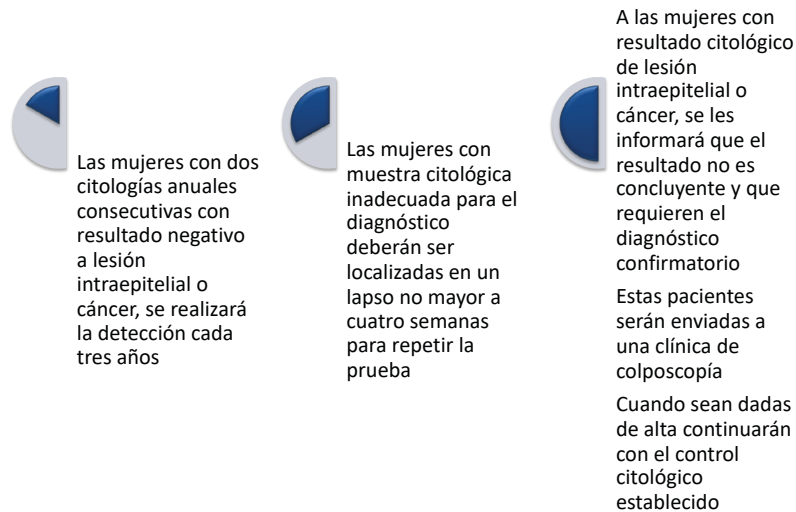 Las mujeres con dos
citologías anuales
consecutivas con
resultado negativo
a lesión
intraepitelial o
cáncer, se realizará
la detección cada
tres años
Las mujeres con
muestra citológica
inadecuada para el
diagnóstico
deberán ser
localizadas en un
lapso no mayor a
cuatro semanas
para repetir la
prueba
A las mujeres con
resultado citológico
de lesión
intraepitelial o
cáncer, se les
informará que el
resultado no es
concluyente y que
requieren el
diagnóstico
confirmatorio
Estas pacientes
serán enviadas a
una clínica de
colposcopía
Cuando sean dadas
de alta continuarán
con el control
citológico
establecido